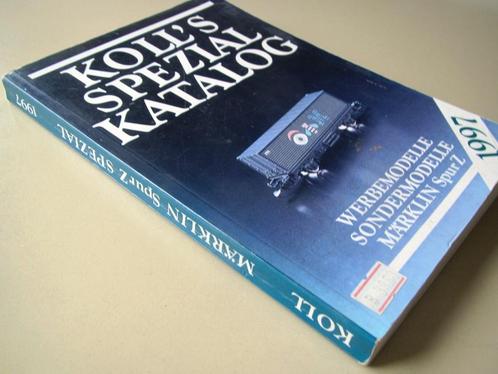 KOLL'S
SPEZIAL
KATALOG
WERBEMODELLE
SONDERMODELLE
MÄRKLIN Spur Z
1997
KOLL MÄRKLIN Spur Z SPEZIAL 1997